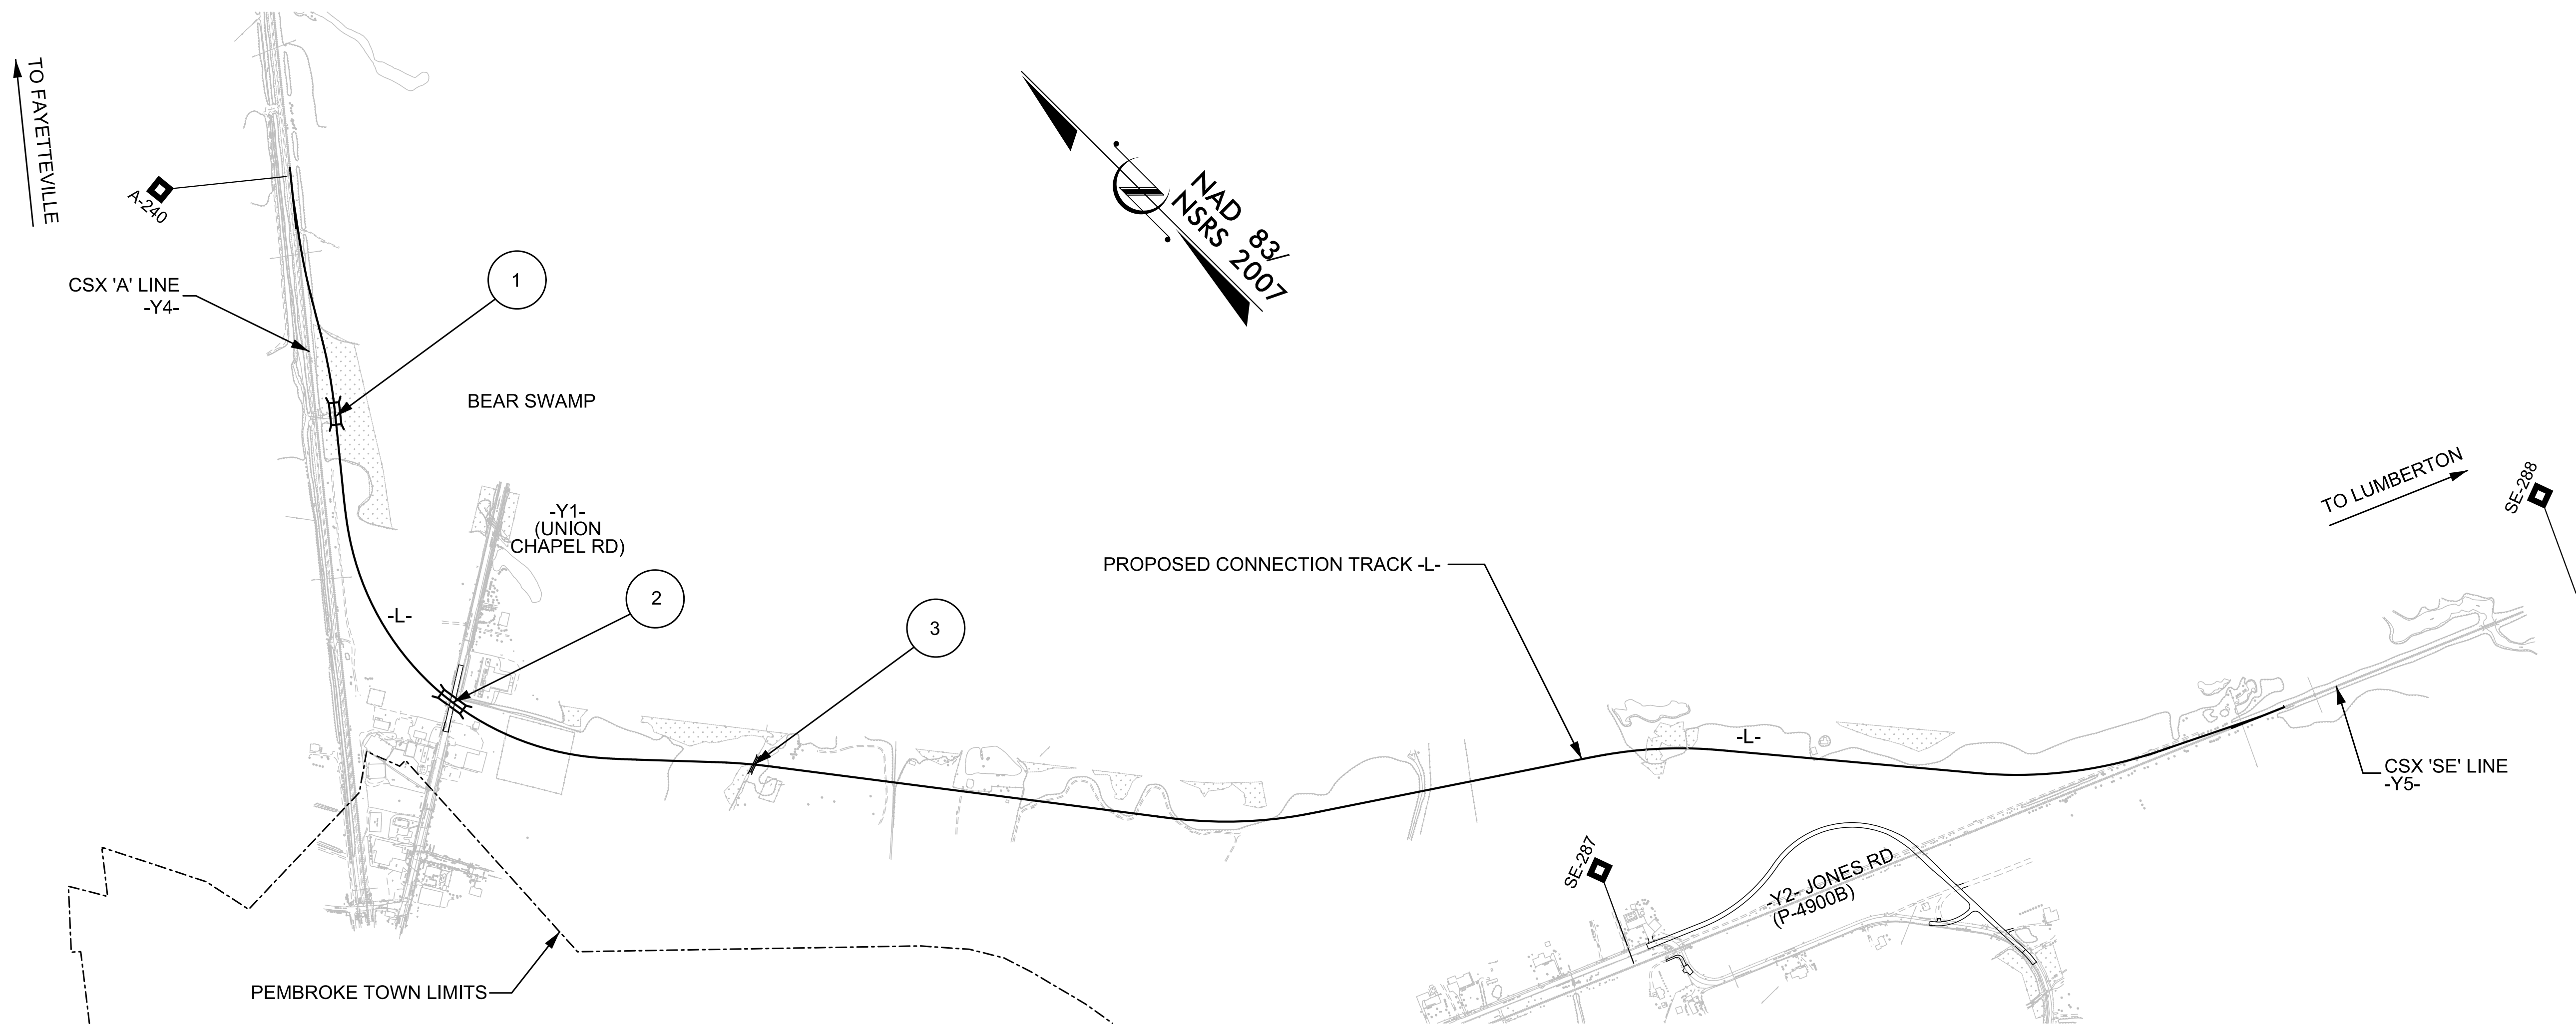 TO FAYETTEVILLE
A-240
CSX 'A' LINE
-Y4-
1
NAD 83/
NSRS 2007
BEAR SWAMP
-Y1-
(UNION
CHAPEL RD)
-L-
2
3
PROPOSED CONNECTION TRACK -L-
TO LUMBERTON
SE-288
-L-
CSX 'SE' LINE
-Y5-
SE-287
-Y2- JONES RD
(P-4900B)
PEMBROKE TOWN LIMITS